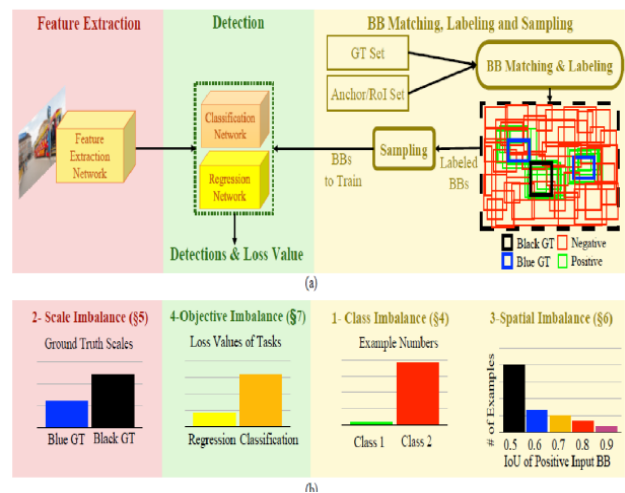 Feature Extraction
Detection
BB Matching, Labeling and Sampling
GT Set
Anchor/RoI Set
BB Matching & Labeling
Classification
Network
Feature
Extraction
Network
Regression
Network
BBs
to Train
Sampling
Labeled
BBs
Detections & Loss Value
Black GT
Negative
Blue GT
Positive
(a)
2- Scale Imbalance (§5)
Ground Truth Scales
Blue GT
Black GT
4-Objective Imbalance (§7)
Loss Values of Tasks
Regression
Classification
1- Class Imbalance (§4)
Example Numbers
Class 1
Class 2
3-Spatial Imbalance (§6)
# of Examples
0.5 0.6 0.7 0.8 0.9
IoU of Positive Input BB
(b)